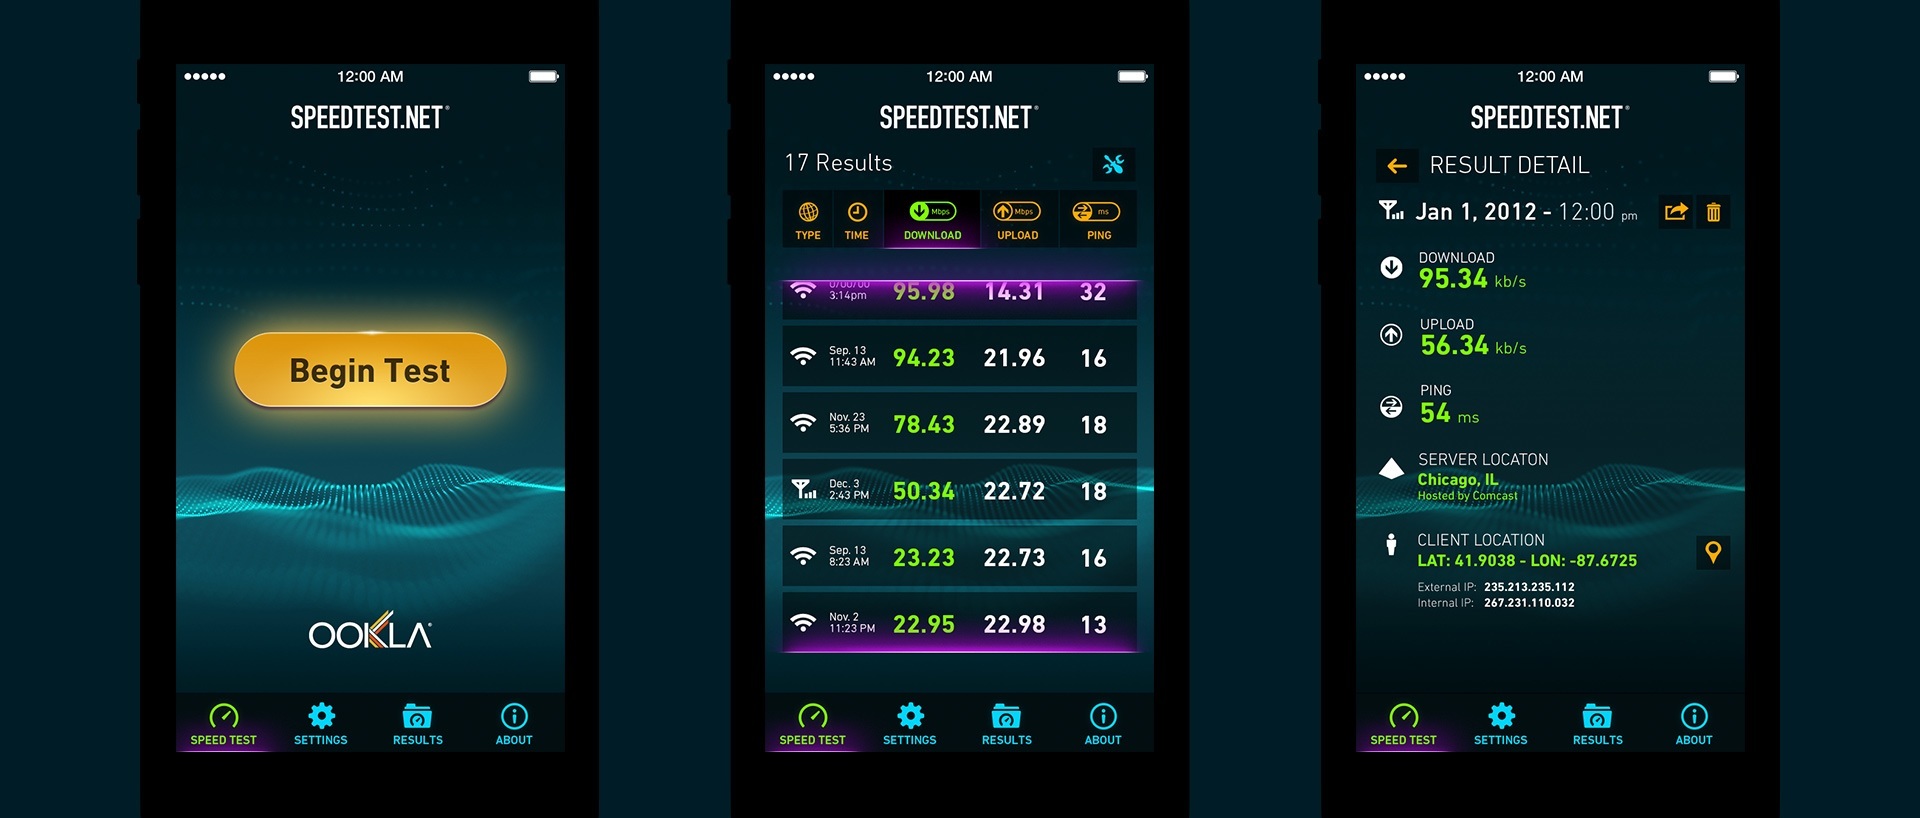 12:00 AM
SPEEDTEST.NET®
Begin Test
OOKLA®
SPEED TEST
SETTINGS
RESULTS
ABOUT
12:00 AM
SPEEDTEST.NET®
17 Results
Mbps
Mbps
ms
TYPE
TIME
DOWNLOAD
UPLOAD
PING
3:14pm
95.98
14.31
32
Sep. 13
11:43 AM
94.23
21.96
16
Nov. 23
5:36 PM
78.43
22.89
18
Dec. 3
2:43 PM
50.34
22.72
18
Sep. 13
8:23 AM
23.23
22.73
16
Nov. 2
11:23 PM
22.95
22.98
13
SPEED TEST
SETTINGS
RESULTS
ABOUT
12:00 AM
SPEEDTEST.NET®
RESULT DETAIL
Jan 1, 2012 - 12:00 pm
DOWNLOAD
95.34 kb/s
UPLOAD
56.34 kb/s
PING
54 ms
SERVER LOCATON
Chicago, IL
Hosted by Comcast
CLIENT LOCATION
LAT: 41.9038 - LON: -87.6725
External IP: 235.213.235.112
Internal IP: 267.231.110.032
SPEED TEST
SETTINGS
RESULTS
ABOUT